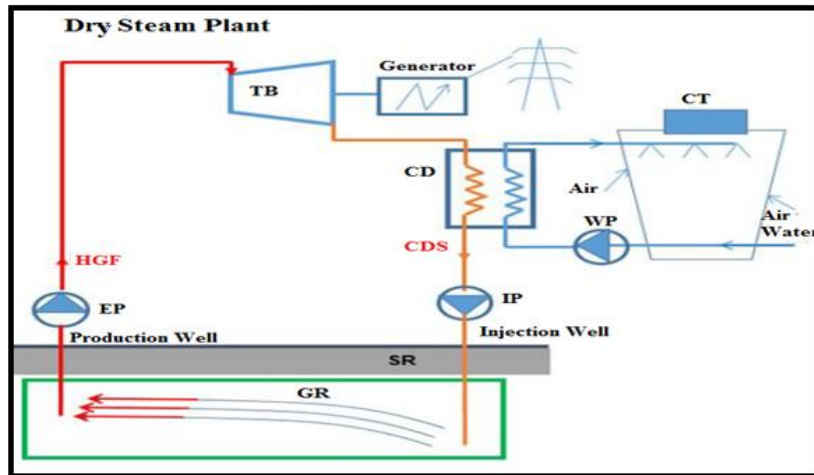 Dry Steam Plant
Generator
TB
CT
CD
Air
WP
Air
Water
HGF
CDS
EP
IP
Production Well
Injection Well
SR
GR